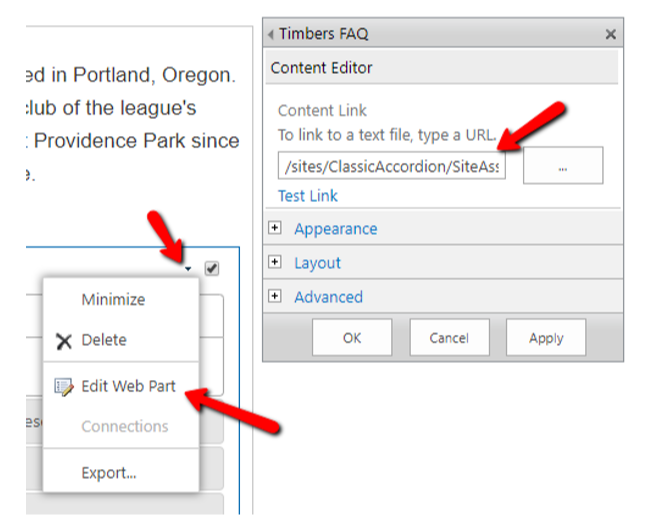 ed in Portland, Oregon.
club of the league's
Providence Park since
e.
Minimize
Delete
Edit Web Part
Connections
Export...
Timbers FAQ
Content Editor
Content Link
To link to a text file, type a URL.
/sites/ClassicAccordion/SiteAss
...
Test Link
Appearance
Layout
Advanced
OK
Cancel
Apply